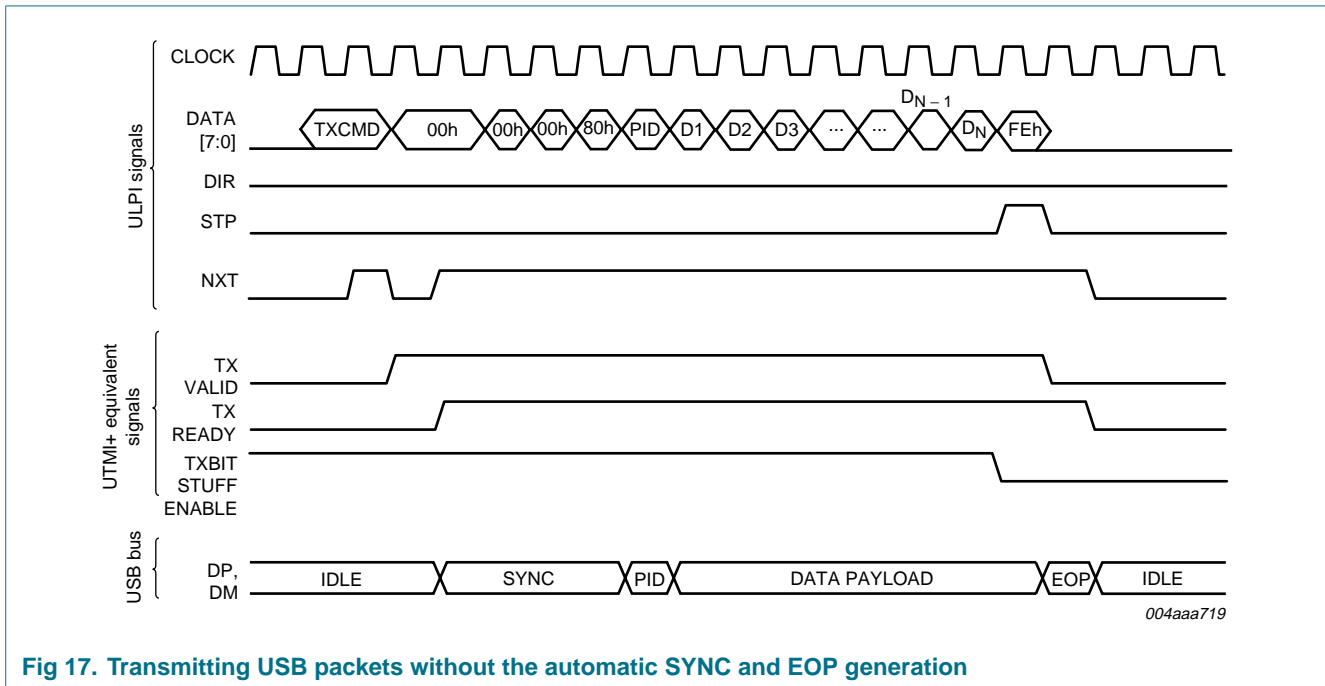 ULPI signals
CLOCK
DATA
[7:0]
TXCMD 00h 00h 00h 80h PID D1 D2 D3 ... ... DN − 1 DN FEh
DIR
STP
NXT
UTMI+ equivalent
signals
TX
VALID
TX
READY
TXBIT
STUFF
ENABLE
USB bus
DP,
DM
IDLE SYNC PID DATA PAYLOAD EOP IDLE
004aaa719
Fig 17. Transmitting USB packets without the automatic SYNC and EOP generation